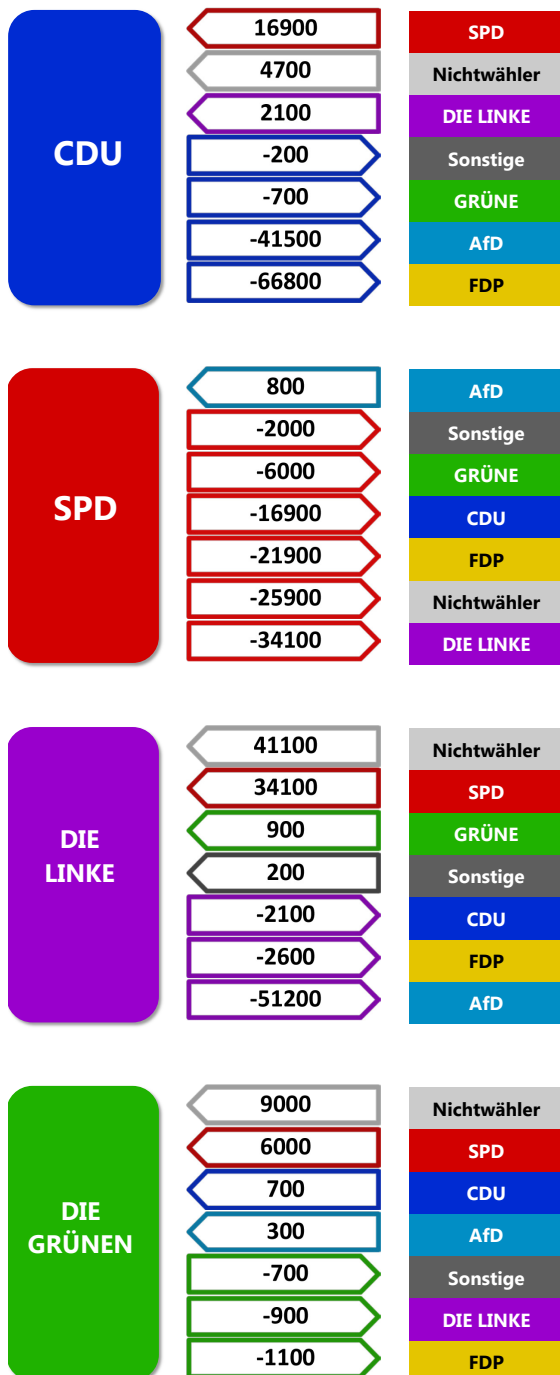 CDU
16900 SPD
4700 Nichtwähler
2100 DIE LINKE
-200 Sonstige
-700 GRÜNE
-41500 AfD
-66800 FDP
SPD
800 AfD
-2000 Sonstige
-6000 GRÜNE
-16900 CDU
-21900 FDP
-25900 Nichtwähler
-34100 DIE LINKE
DIE
LINKE
41100 Nichtwähler
34100 SPD
900 GRÜNE
200 Sonstige
-2100 CDU
-2600 FDP
-51200 AfD
DIE
GRÜNEN
9000 Nichtwähler
6000 SPD
700 CDU
300 AfD
-700 Sonstige
-900 DIE LINKE
-1100 FDP